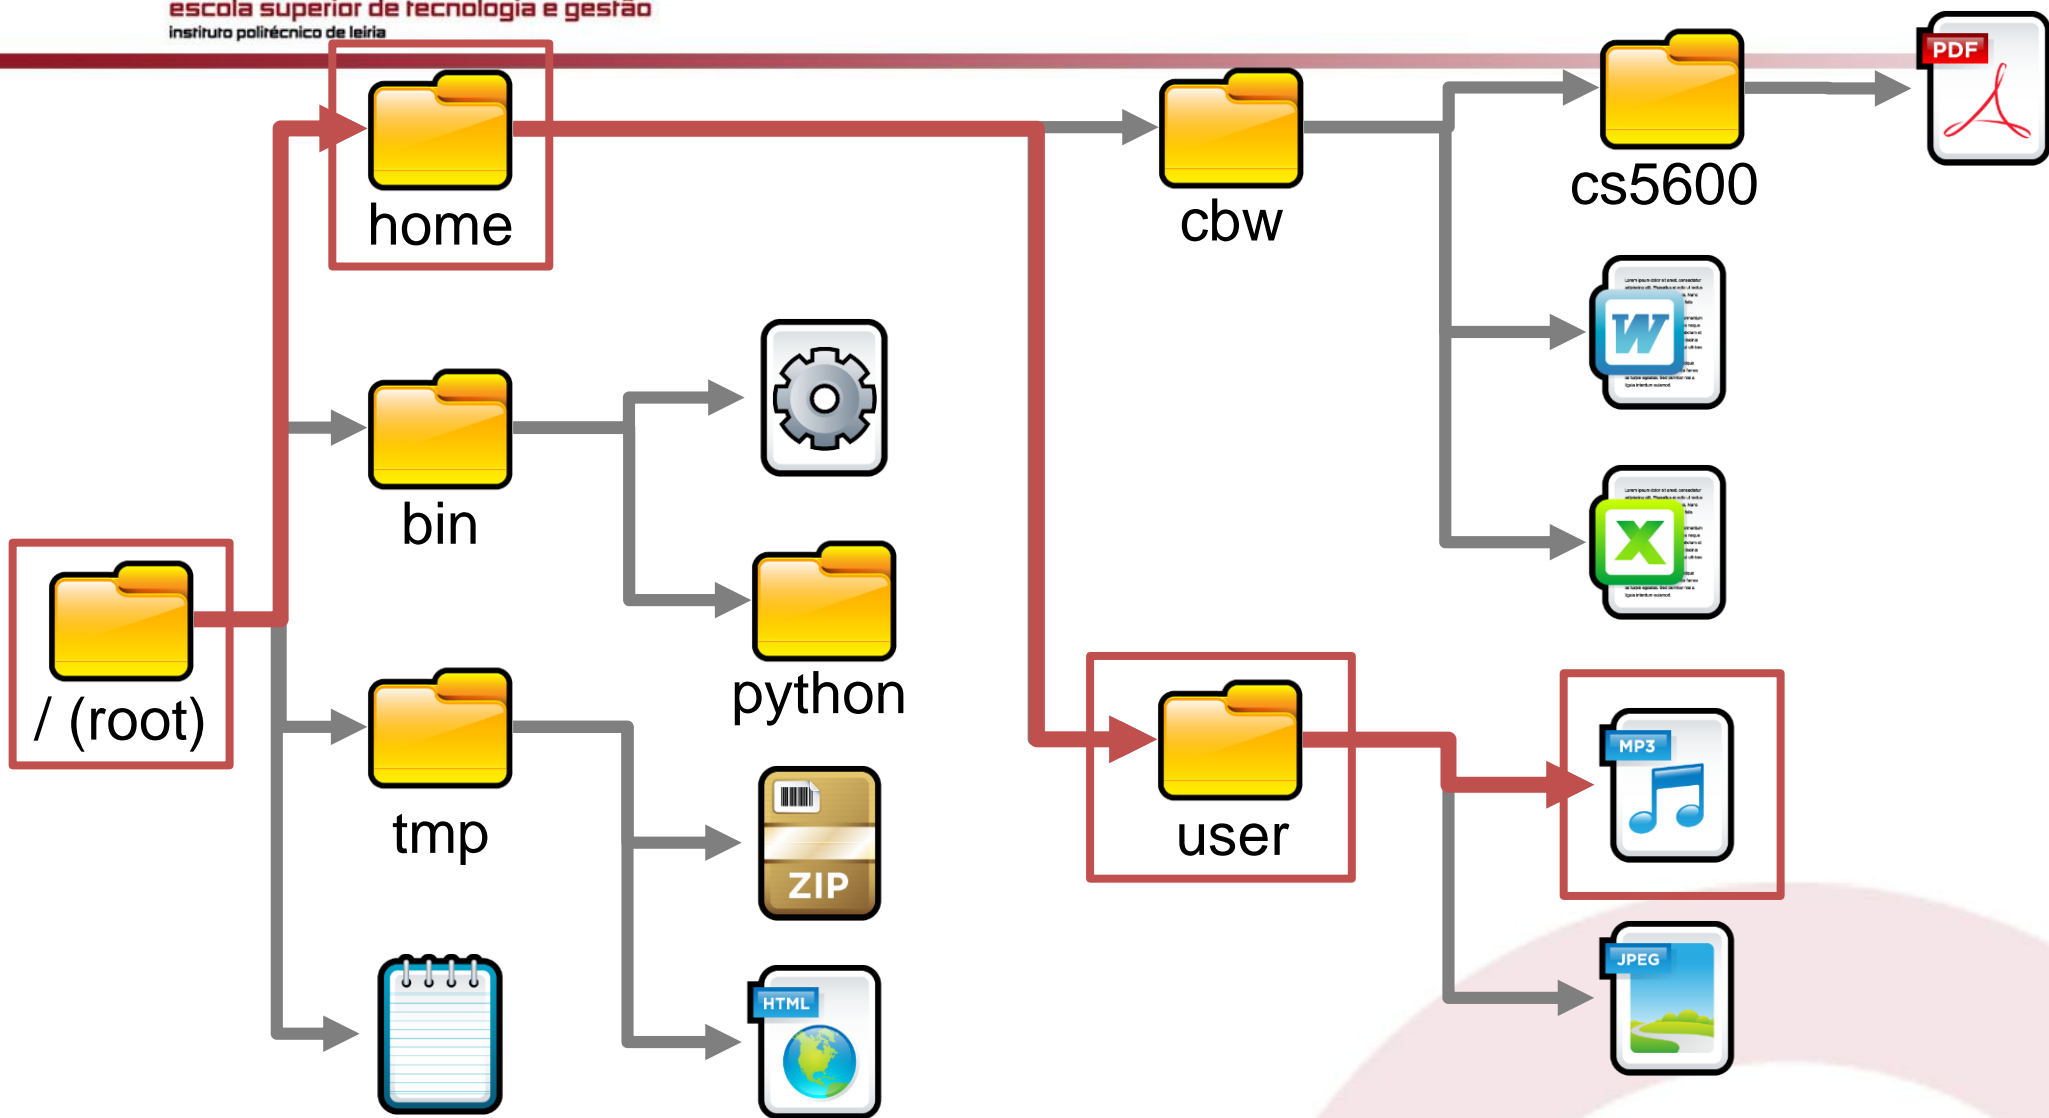 escola superior de tecnologia e gestão
instituto politécnico de leiria
home
cbw
cs5600
PDF
W
bin
X
/ (root)
python
tmp
user
MP3
ZIP
HTML
JPEG